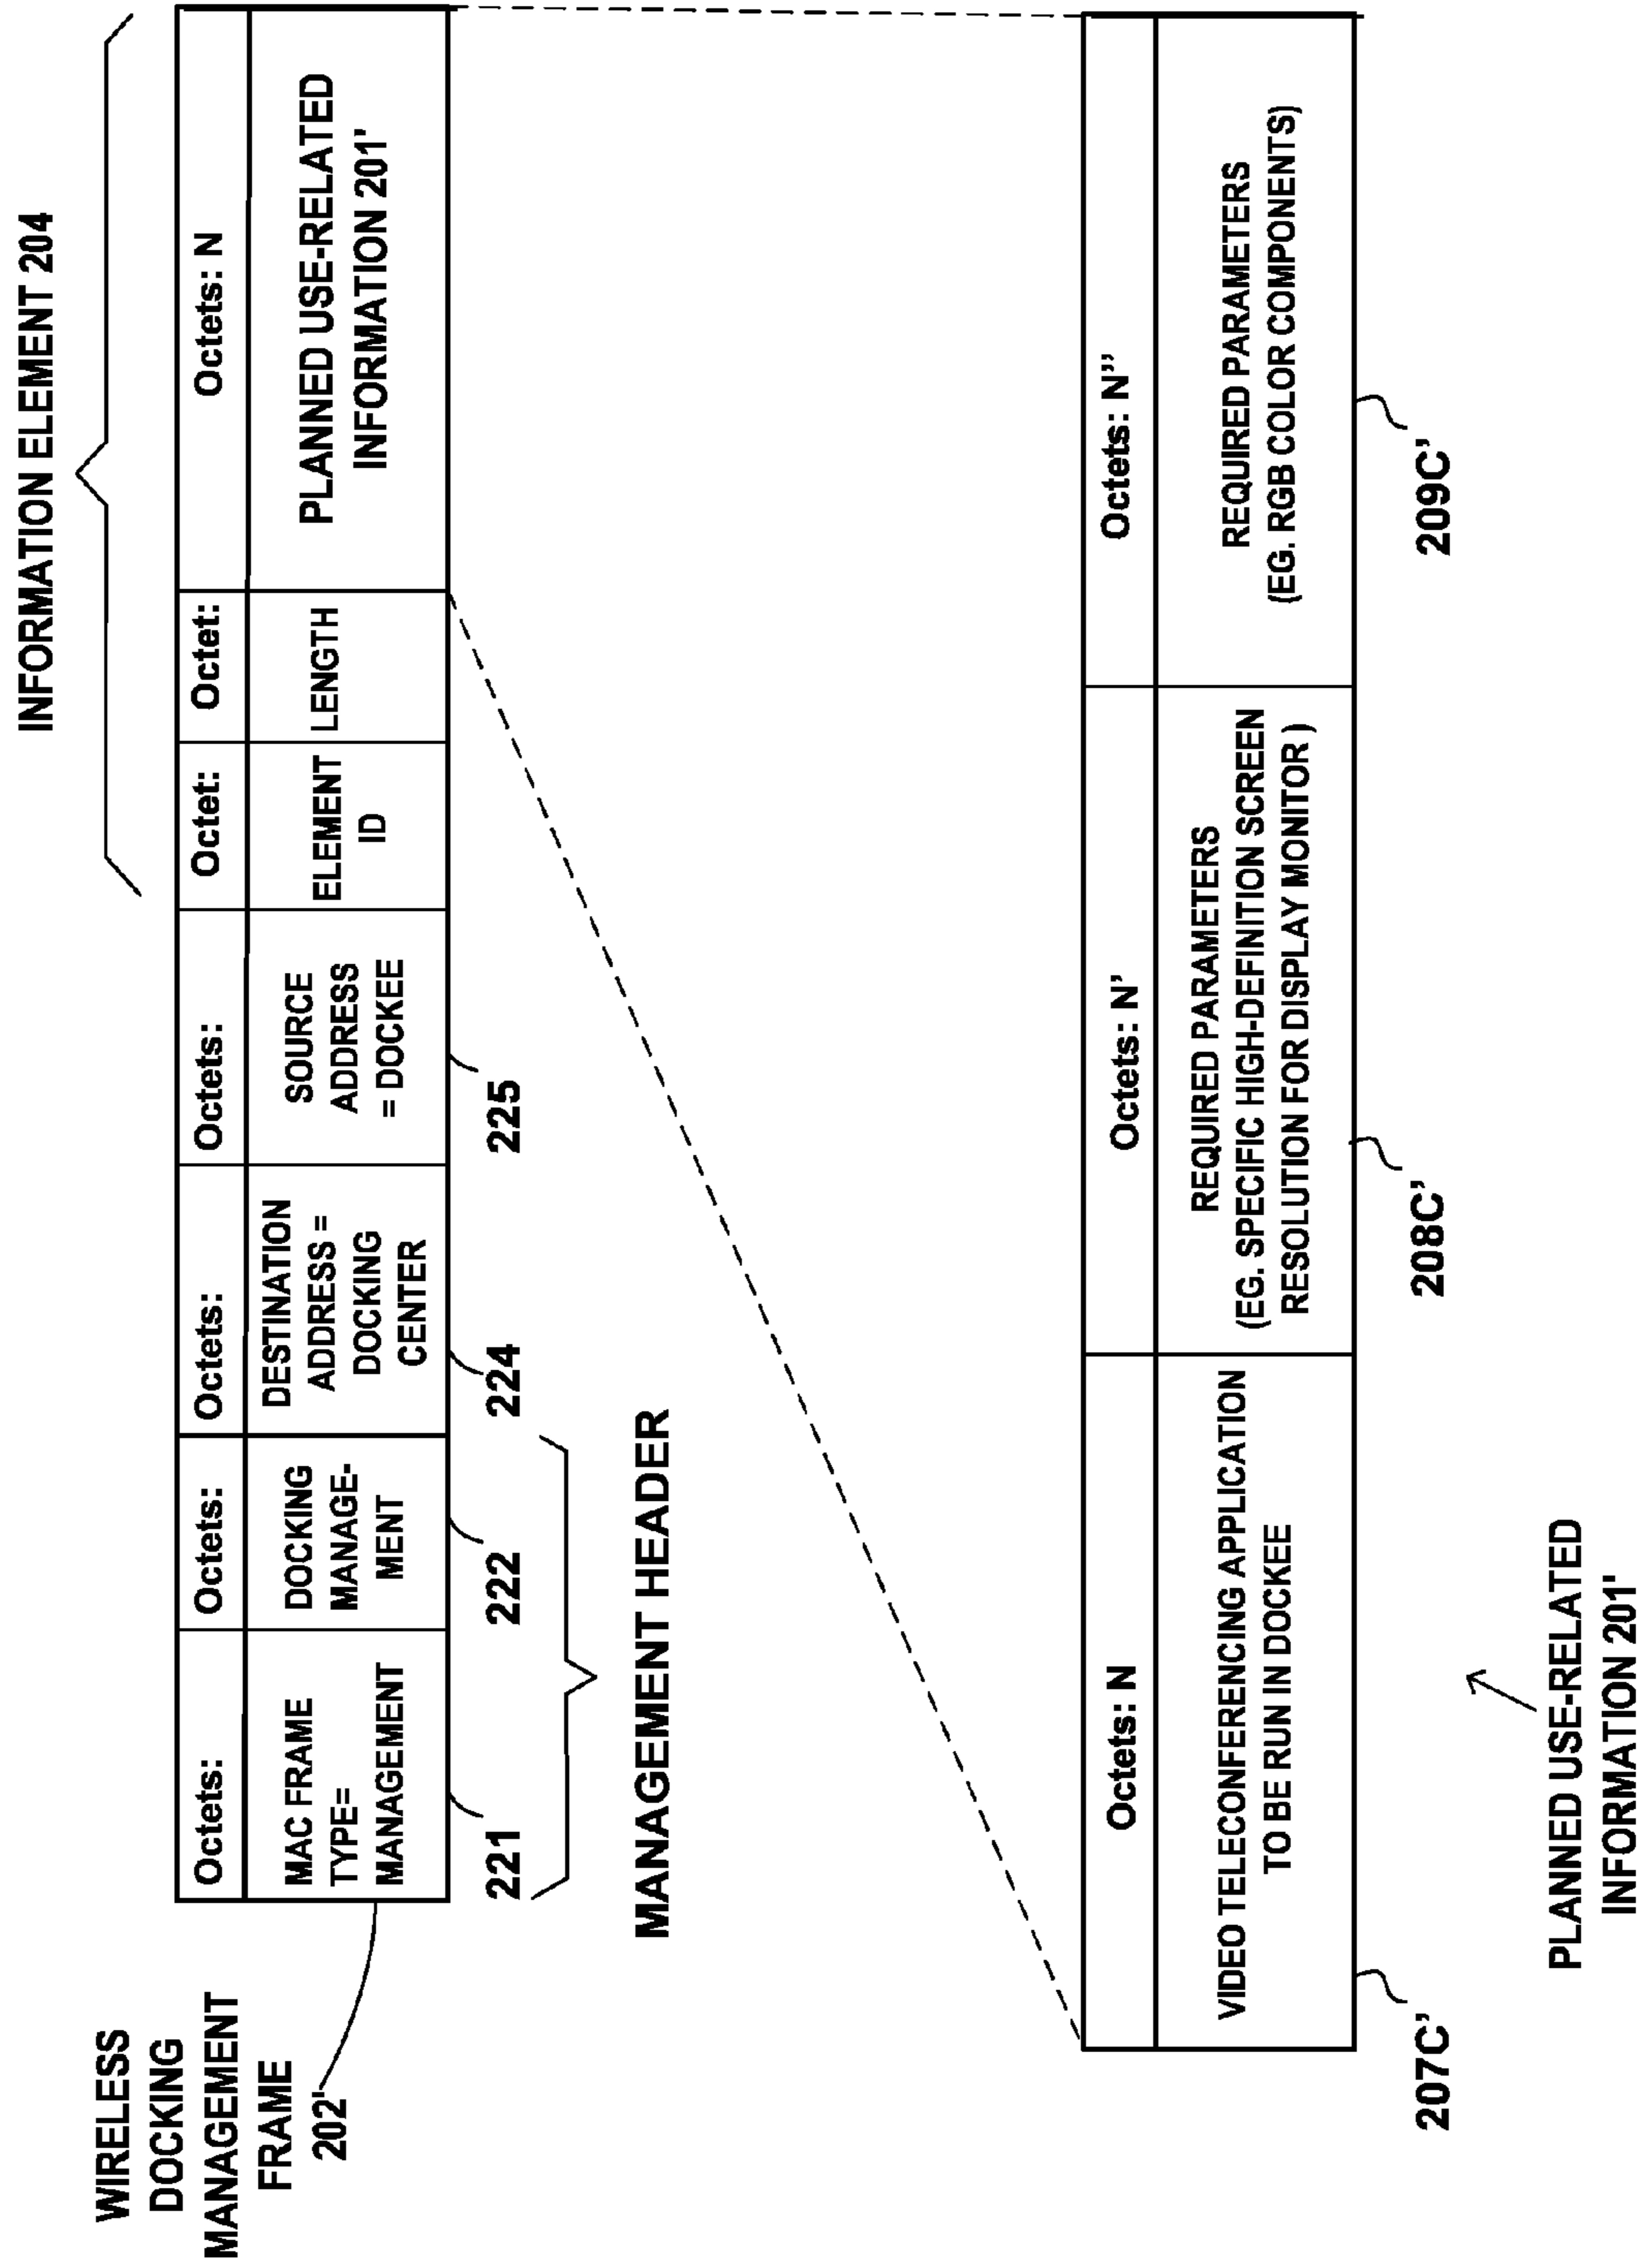 INFORMATION ELEMENT 204
WIRELESS
DOCKING
MANAGEMENT
FRAME
202'
Octets:
Octets:
Octets:
Octets:
Octet:
Octet:
Octets: N
MAC FRAME
TYPE=
MANAGEMENT
DOCKING
MANAGE-
MENT
DESTINATION
ADDRESS =
DOCKING
CENTER
SOURCE
ADDRESS
= DOCKEE
ELEMENT
ID
LENGTH
PLANNED USE-RELATED
INFORMATION 201'
221
222
224
225
MANAGEMENT HEADER
Octets: N
Octets: N'
Octets: N''
VIDEO TELECONFERENCING APPLICATION
TO BE RUN IN DOCKEE
REQUIRED PARAMETERS
(EG. SPECIFIC HIGH-DEFINITION SCREEN
RESOLUTION FOR DISPLAY MONITOR )
REQUIRED PARAMETERS
(EG. RGB COLOR COMPONENTS)
207C'
208C'
209C'
PLANNED USE-RELATED
INFORMATION 201'